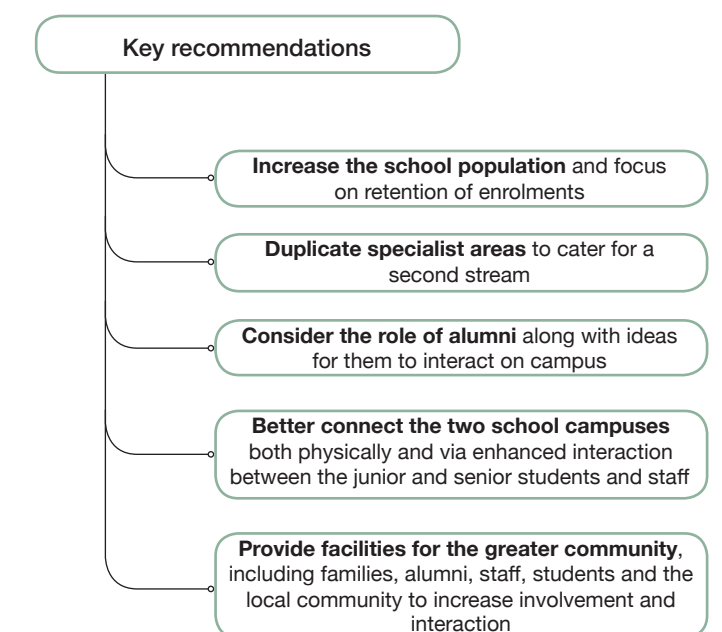 Key recommendations
Increase the school population and focus
on retention of enrolments
Duplicate specialist areas to cater for a
second stream
Consider the role of alumni along with ideas
for them to interact on campus
Better connect the two school campuses
both physically and via enhanced interaction
between the junior and senior students and staff
Provide facilities for the greater community,
including families, alumni, staff, students and the
local community to increase involvement and
interaction